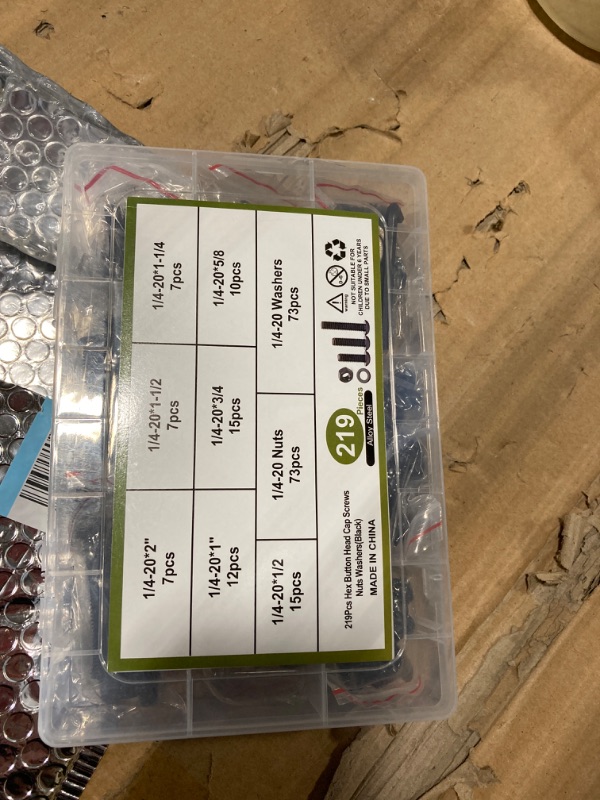 1/4-20*2"
7pcs
1/4-20*1-1/2
7pcs
1/4-20*1-1/4
7pcs
1/4-20*1"
12pcs
1/4-20*3/4
15pcs
1/4-20*5/8
10pcs
1/4-20*1/2
15pcs
1/4-20 Nuts
73pcs
1/4-20 Washers
73pcs
219Pcs Hex Button Head Cap Screws
Nuts Washers(Black)
MADE IN CHINA
219
Pieces
Alloy Steel
warning
0-3
NOT SUITABLE FOR
CHILDREN UNDER 6 YEARS
DUE TO SMALL PARTS